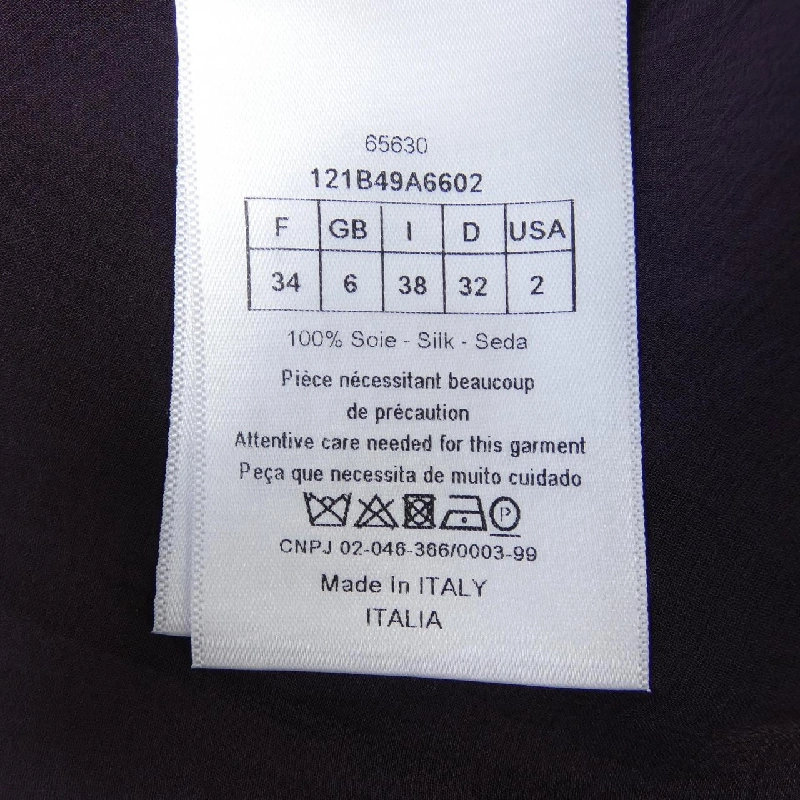 65630
121B49A6602
F GB I D USA
34 6 38 32 2
100% Soie - Silk - Seda
Pièce nécessitant beaucoup
de précaution
Attentive care needed for this garment
Peça que necessita de muito cuidado
P
CNPJ 02-046-366/0003-99
Made in ITALY
ITALIA